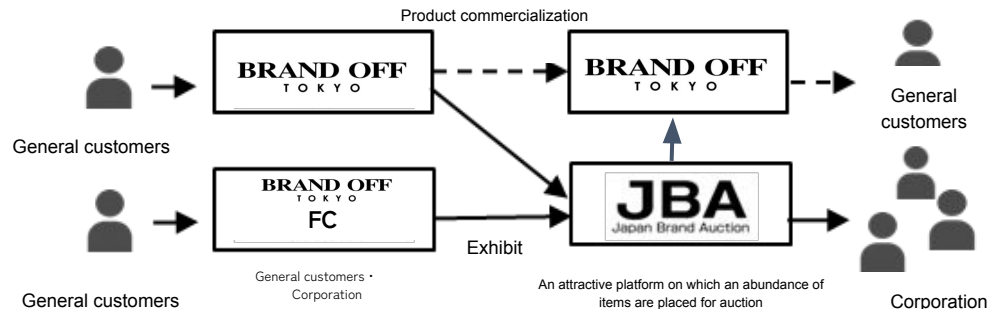 Product commercialization
BRAND OFF
TOKYO
BRAND OFF
TOKYO
General customers
General
customers
BRAND OFF
TOKYO
FC
JBA
Japan Brand Auction
Exhibit
General customers
General customers・
Corporation
An attractive platform on which an abundance of
items are placed for auction
Corporation